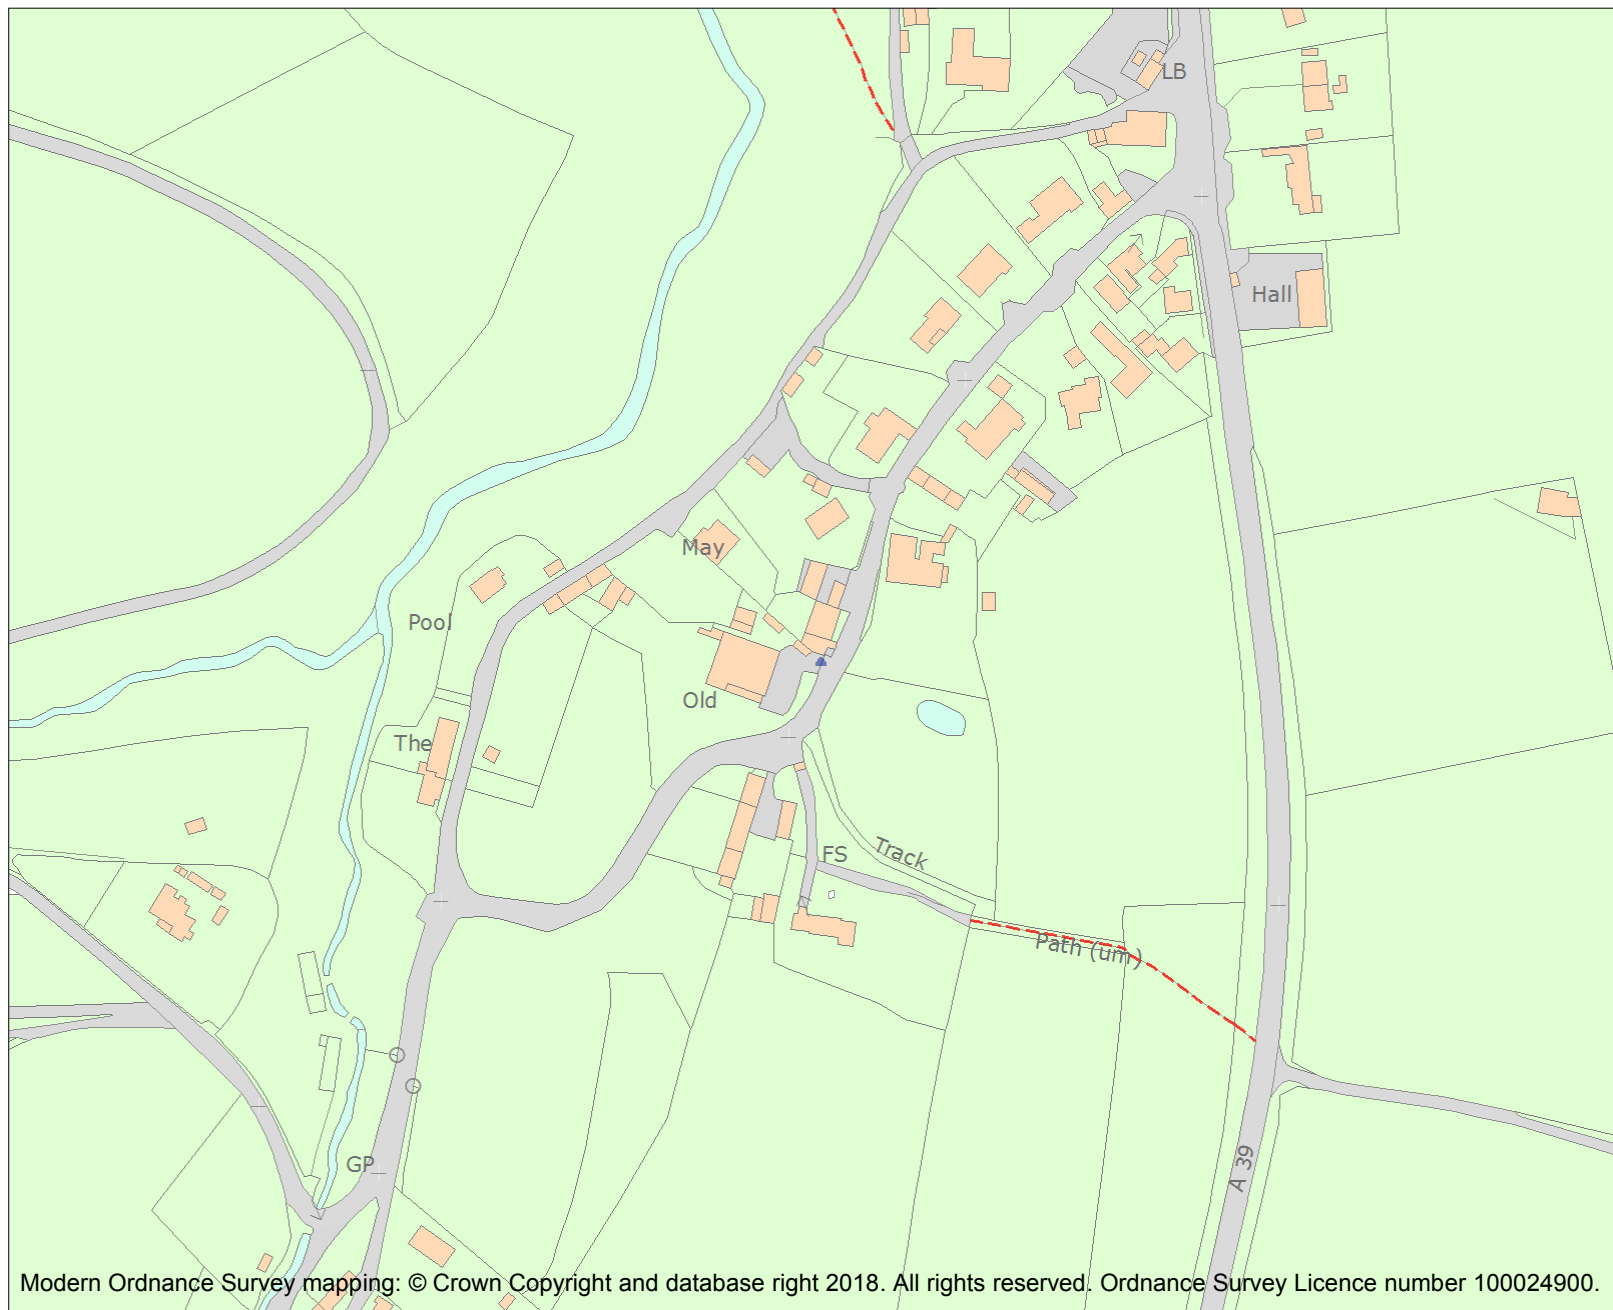 LB
Hall
May
Pool
Old
The
FS
Track
Path (um)
GP
A 39
Modern Ordnance Survey mapping: © Crown Copyright and database right 2018. All rights reserved. Ordnance Survey Licence number 100024900.